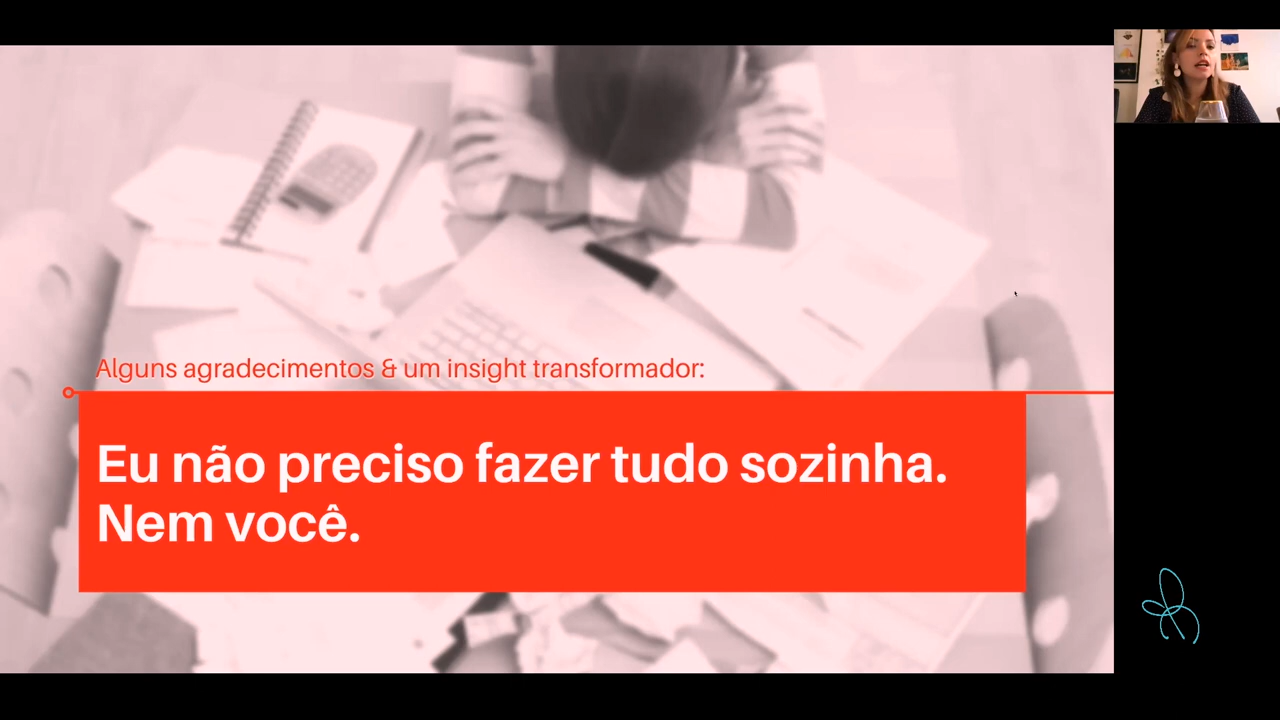 Alguns agradecimentos & um insight transformador:
Eu não preciso fazer tudo sozinha.
Nem você.